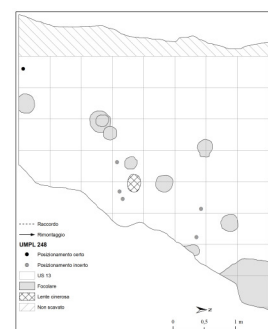 Raccordo
Rimontaggio
UMPL 248
Posizionamento certo
Posizionamento incerto
US 13
Focolare
Lente cinerosa
Non scavato
N
0 0,5 1 m